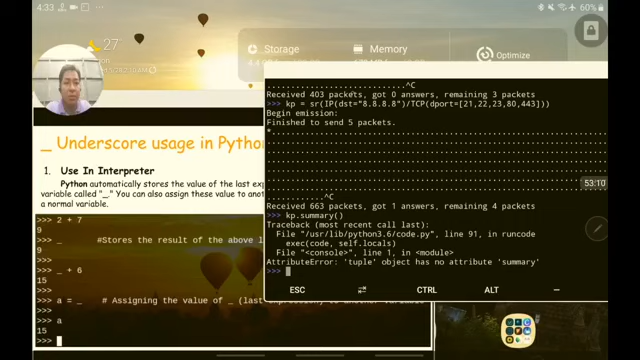 4:33
60%
27°
Storage
Memory
Optimize
_ Underscore usage in Python
1. Use In Interpreter
Python automatically stores the value of the last exp
variable called "_." You can also assign these value to anot
a normal variable.
>>> 2 + 7
9
>>> _ #Stores the result of the above l
9
>>> _ + 6
15
>>> a = _ # Assigning the value of _ (last expression) to another variable
>>> a
15
>>>
............................^C
Received 403 packets, got 0 answers, remaining 3 packets
>>> kp = sr(IP(dst="8.8.8.8")/TCP(dport=[21,22,23,80,443]))
Begin emission:
Finished to send 5 packets.
*............................................................
............^C
Received 663 packets, got 1 answers, remaining 4 packets
>>> kp.summary()
Traceback (most recent call last):
File "/usr/lib/python3.6/code.py", line 91, in runcode
exec(code, self.locals)
File "<console>", line 1, in <module>
AttributeError: 'tuple' object has no attribute 'summary'
>>>
53:10
ESC
CTRL
ALT
—